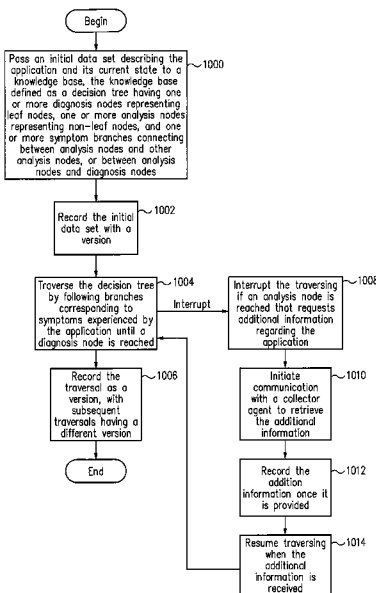 Begin
Pass an initial data set describing the
application and its current state to a
knowledge base, the knowledge base
defined as a decision tree having one
or more diagnosis nodes representing
leaf nodes, one or more analysis nodes
representing non-leaf nodes, and one
or more symptom branches connecting
between analysis nodes and other
analysis nodes, or between analysis
nodes and diagnosis nodes
1000
Record the initial
data set with a
version
1002
Traverse the decision tree
by following branches
corresponding to
symptoms experienced by
the application until a
diagnosis node is reached
1004
Interrupt
Interrupt the traversing
if an analysis node is
reached that requests
additional information
regarding the
application
1008
Record the
traversal as a
version, with
subsequent
traversals having a
different version
1006
End
Initiate
communication
with a collector
agent to retrieve
the additional
information
1010
Record the
addition
information once it
is provided
1012
Resume traversing
when the
additional
information is
received
1014